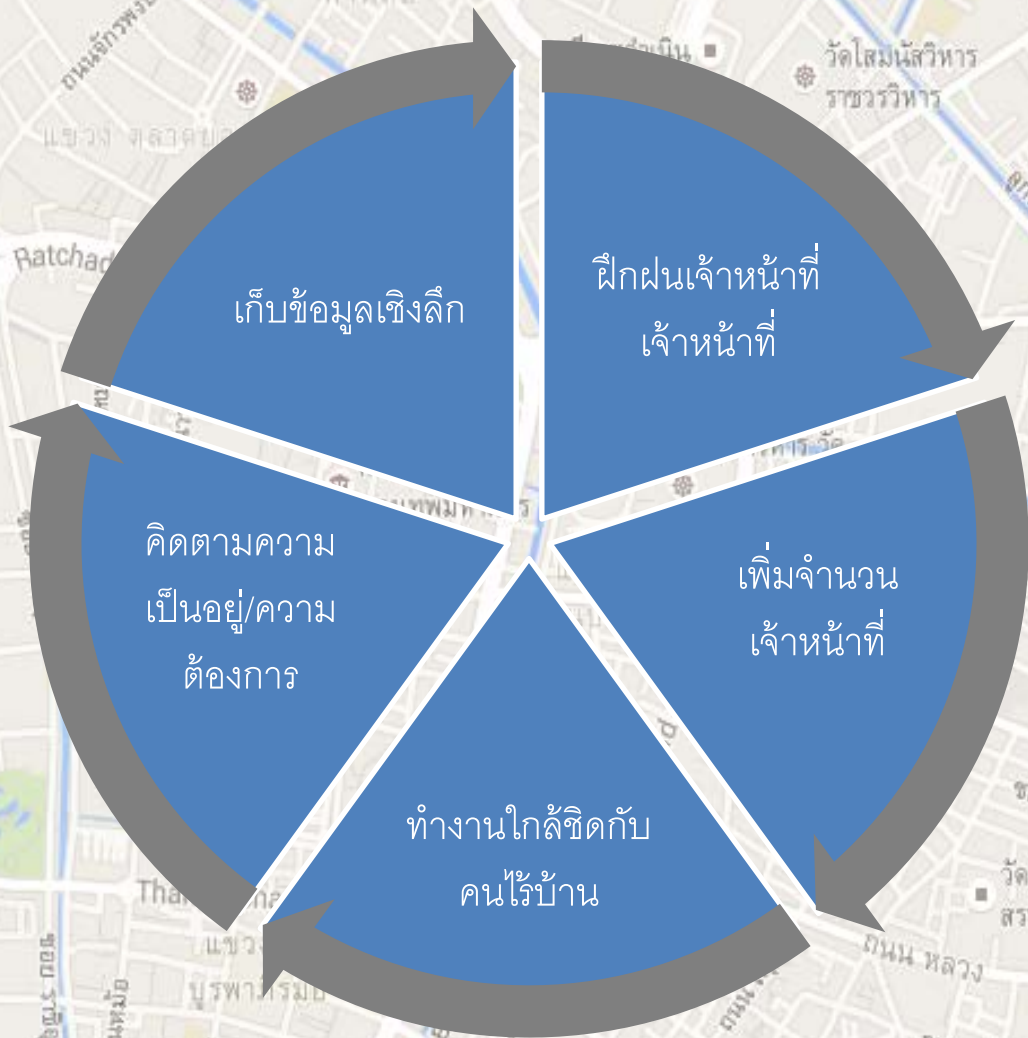 ฝึกฝนเจ้าหน้าที่
เจ้าหน้าที่
เพิ่มจำนวน
เจ้าหน้าที่
ทำงานใกล้ชิดกับ
คนไร้บ้าน
คิดตามความ
เป็นอยู่/ความ
ต้องการ
เก็บข้อมูลเชิงลึก
วัดโสมนัสวิหาร
ราชวรวิหาร
ถนน หลวง
แขวง